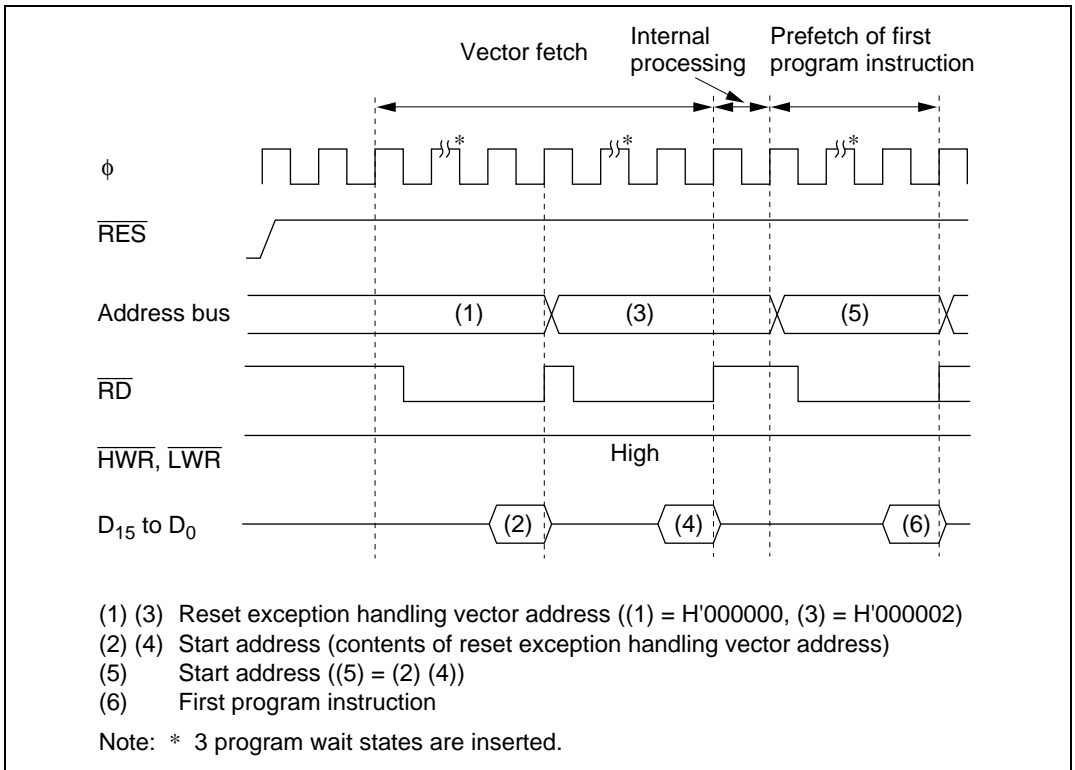 Vector fetch
Internal
processing
Prefetch of first
program instruction
*
*
*
ϕ
RES
Address bus
(1)
(3)
(5)
RD
HWR, LWR
High
D15 to D0
(2)
(4)
(6)
(1) (3) Reset exception handling vector address ((1) = H'000000, (3) = H'000002)
(2) (4) Start address (contents of reset exception handling vector address)
(5) Start address ((5) = (2) (4))
(6) First program instruction
Note: * 3 program wait states are inserted.